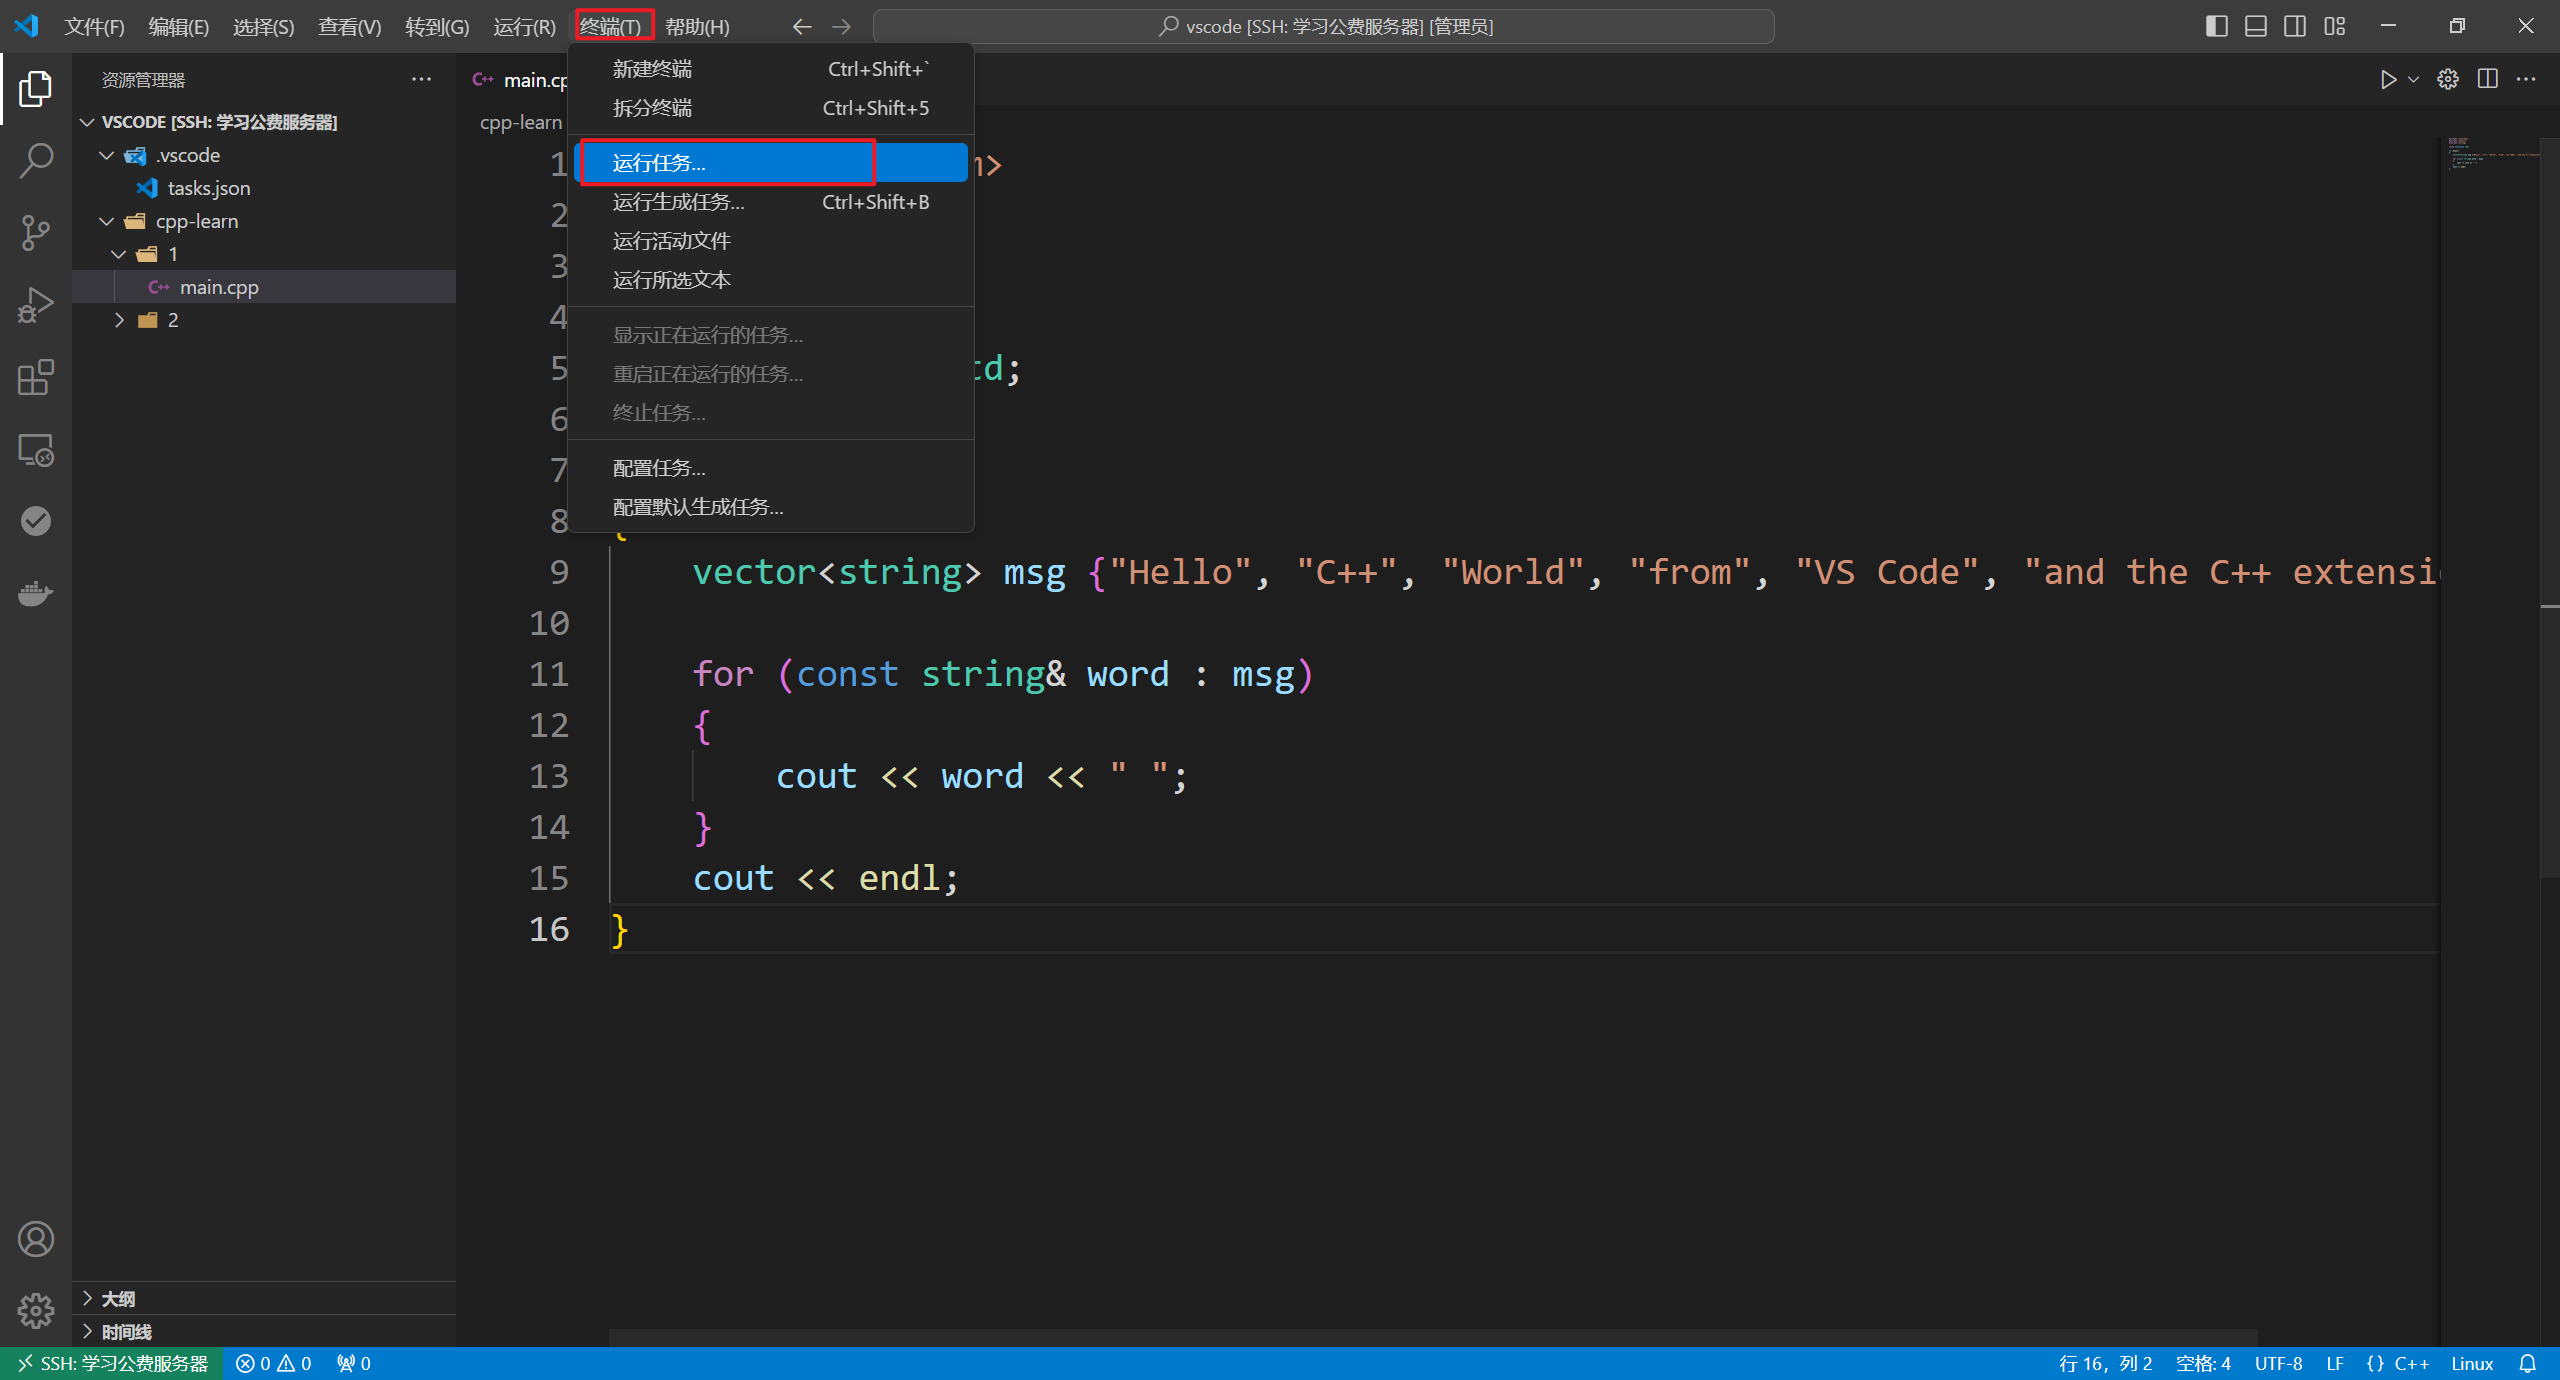 文件(F) 编辑(E) 选择(S) 查看(V) 转到(G) 运行(R) 终端(T) 帮助(H) vscode [SSH: 学习公费服务器] [管理员]
资源管理器
VSCODE [SSH: 学习公费服务器]
.vscode
tasks.json
cpp-learn
1
C++ main.cpp
2
大纲
时间线
C++ main.cp
cpp-learn
新建终端 Ctrl+Shift+`
拆分终端 Ctrl+Shift+5
运行任务...
运行生成任务... Ctrl+Shift+B
运行活动文件
运行所选文本
显示正在运行的任务...
重启正在运行的任务...
终止任务...
配置任务...
配置默认生成任务...
1 >
2
3
4
5 td;
6
7
8 {
9 vector<string> msg {"Hello", "C++", "World", "from", "VS Code", "and the C++ extensi
10
11 for (const string& word : msg)
12 {
13 cout << word << " ";
14 }
15 cout << endl;
16 }
SSH: 学习公费服务器 0 0 0 行 16，列 2 空格: 4 UTF-8 LF {} C++ Linux